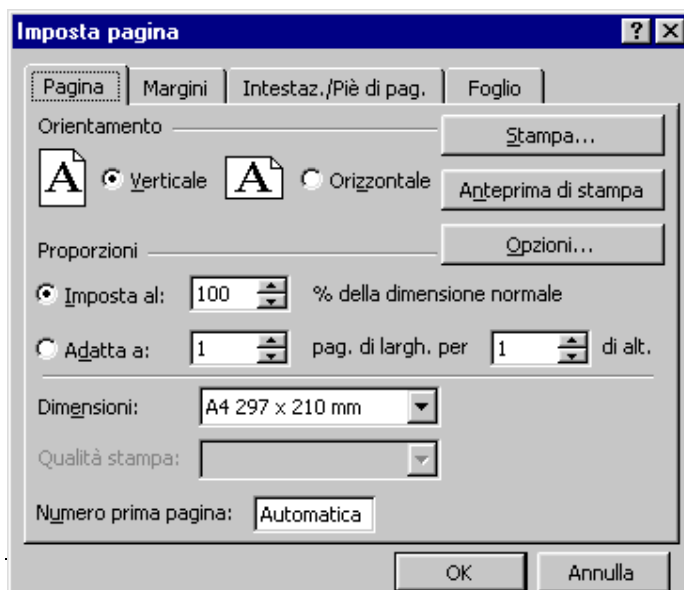 Imposta pagina
Pagina Margini Intestaz./Piè di pag. Foglio
Orientamento
Stampa...
A Verticale A Orizzontale
Anteprima di stampa
Opzioni...
Proporzioni
Imposta al: 100 % della dimensione normale
Adatta a: 1 pag. di largh. per 1 di alt.
Dimensioni: A4 297 x 210 mm
Qualità stampa:
Numero prima pagina: Automatica
OK Annulla